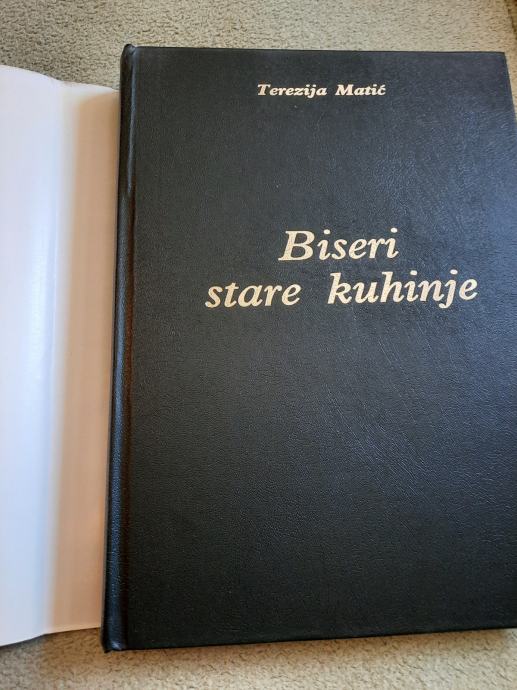 Terezija Matić
Biseri
stare kuhinje